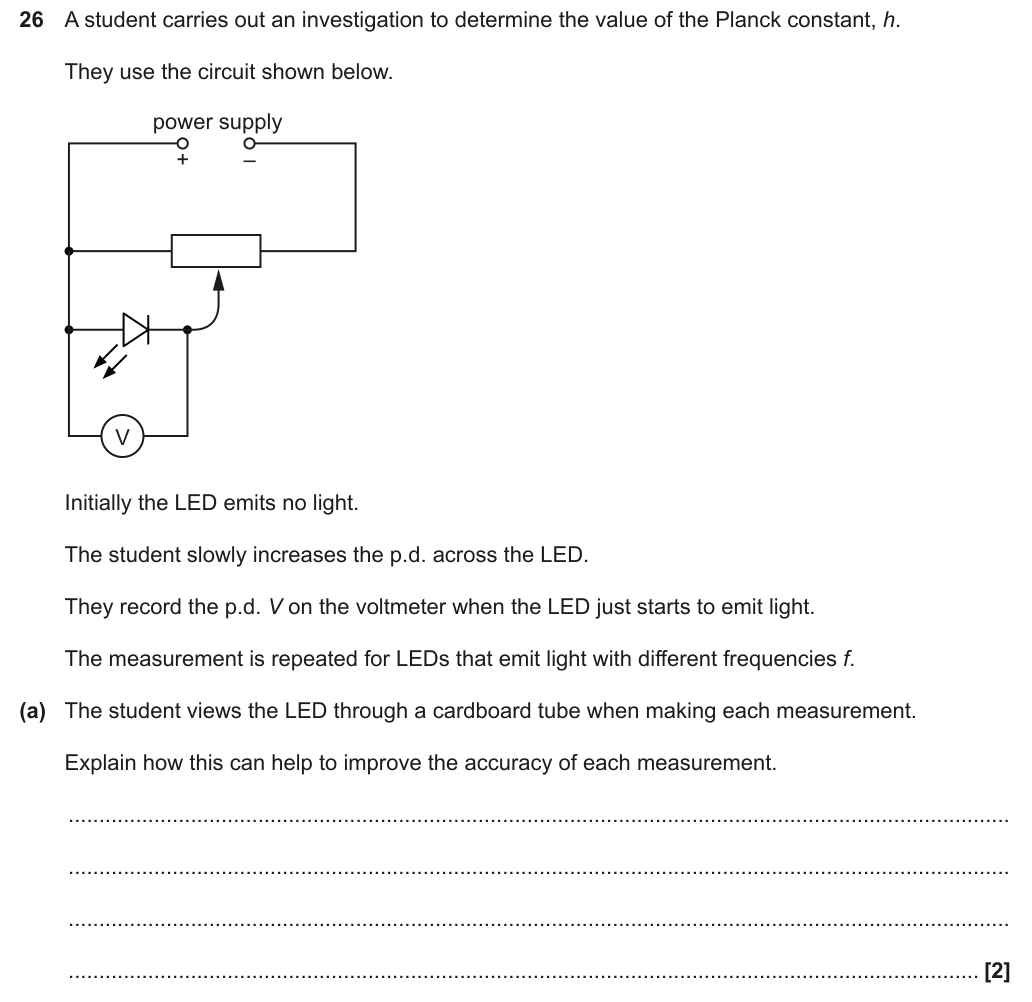 26 A student carries out an investigation to determine the value of the Planck constant, h.
They use the circuit shown below.
power supply
+ –
V
Initially the LED emits no light.
The student slowly increases the p.d. across the LED.
They record the p.d. V on the voltmeter when the LED just starts to emit light.
The measurement is repeated for LEDs that emit light with different frequencies f.
(a) The student views the LED through a cardboard tube when making each measurement.
Explain how this can help to improve the accuracy of each measurement.
[2]